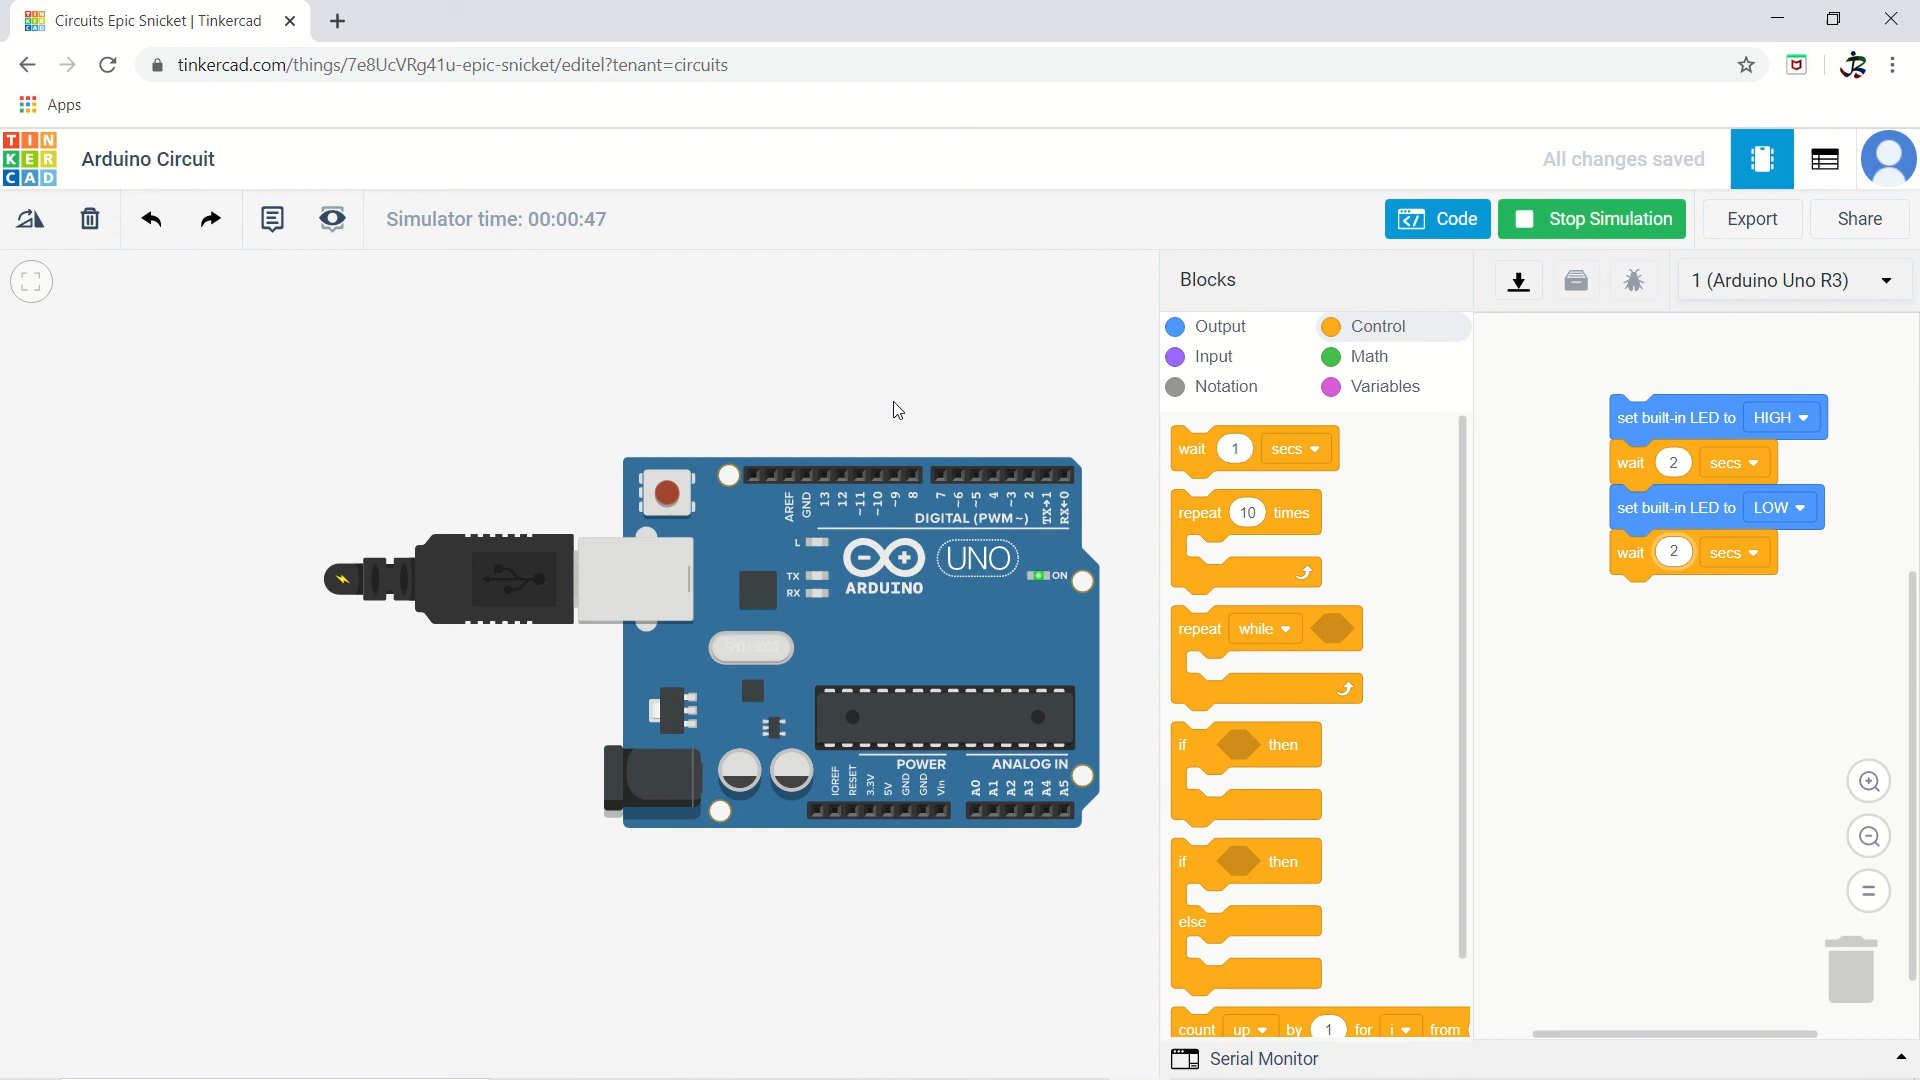 Circuits Epic Snicket | Tinkercad
tinkercad.com/things/7e8UcVRg41u-epic-snicket/editel?tenant=circuits
Apps
TIN
KER
CAD
Arduino Circuit
All changes saved
Simulator time: 00:00:47
Code
Stop Simulation
Export
Share
Blocks
1 (Arduino Uno R3)
Output
Control
Input
Math
Notation
Variables
wait 1 secs
repeat 10 times
repeat while
if then
if then
else
count up by 1 for i from
set built-in LED to HIGH
wait 2 secs
set built-in LED to LOW
wait 2 secs
AREF
GND
13
12
~11
~10
~9
8
7
~6
~5
4
~3
2
TX→1
RX←0
DIGITAL (PWM~)
L
TX
RX
ARDUINO
UNO
ON
POWER
ANALOG IN
IOREF
RESET
3.3V
5V
GND
GND
Vin
A0
A1
A2
A3
A4
A5
Serial Monitor